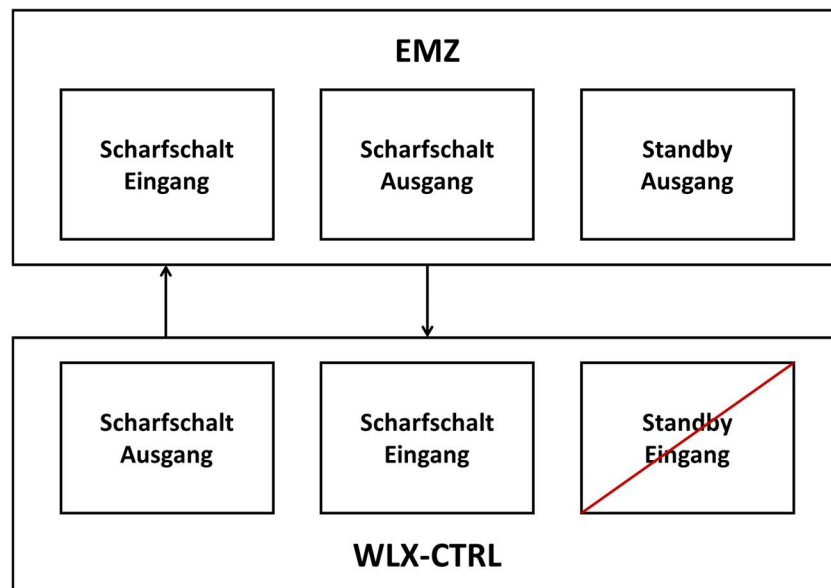 EMZ
Scharfschalt
Eingang
Scharfschalt
Ausgang
Standby
Ausgang
Scharfschalt
Ausgang
Scharfschalt
Eingang
Standby
Eingang
WLX-CTRL